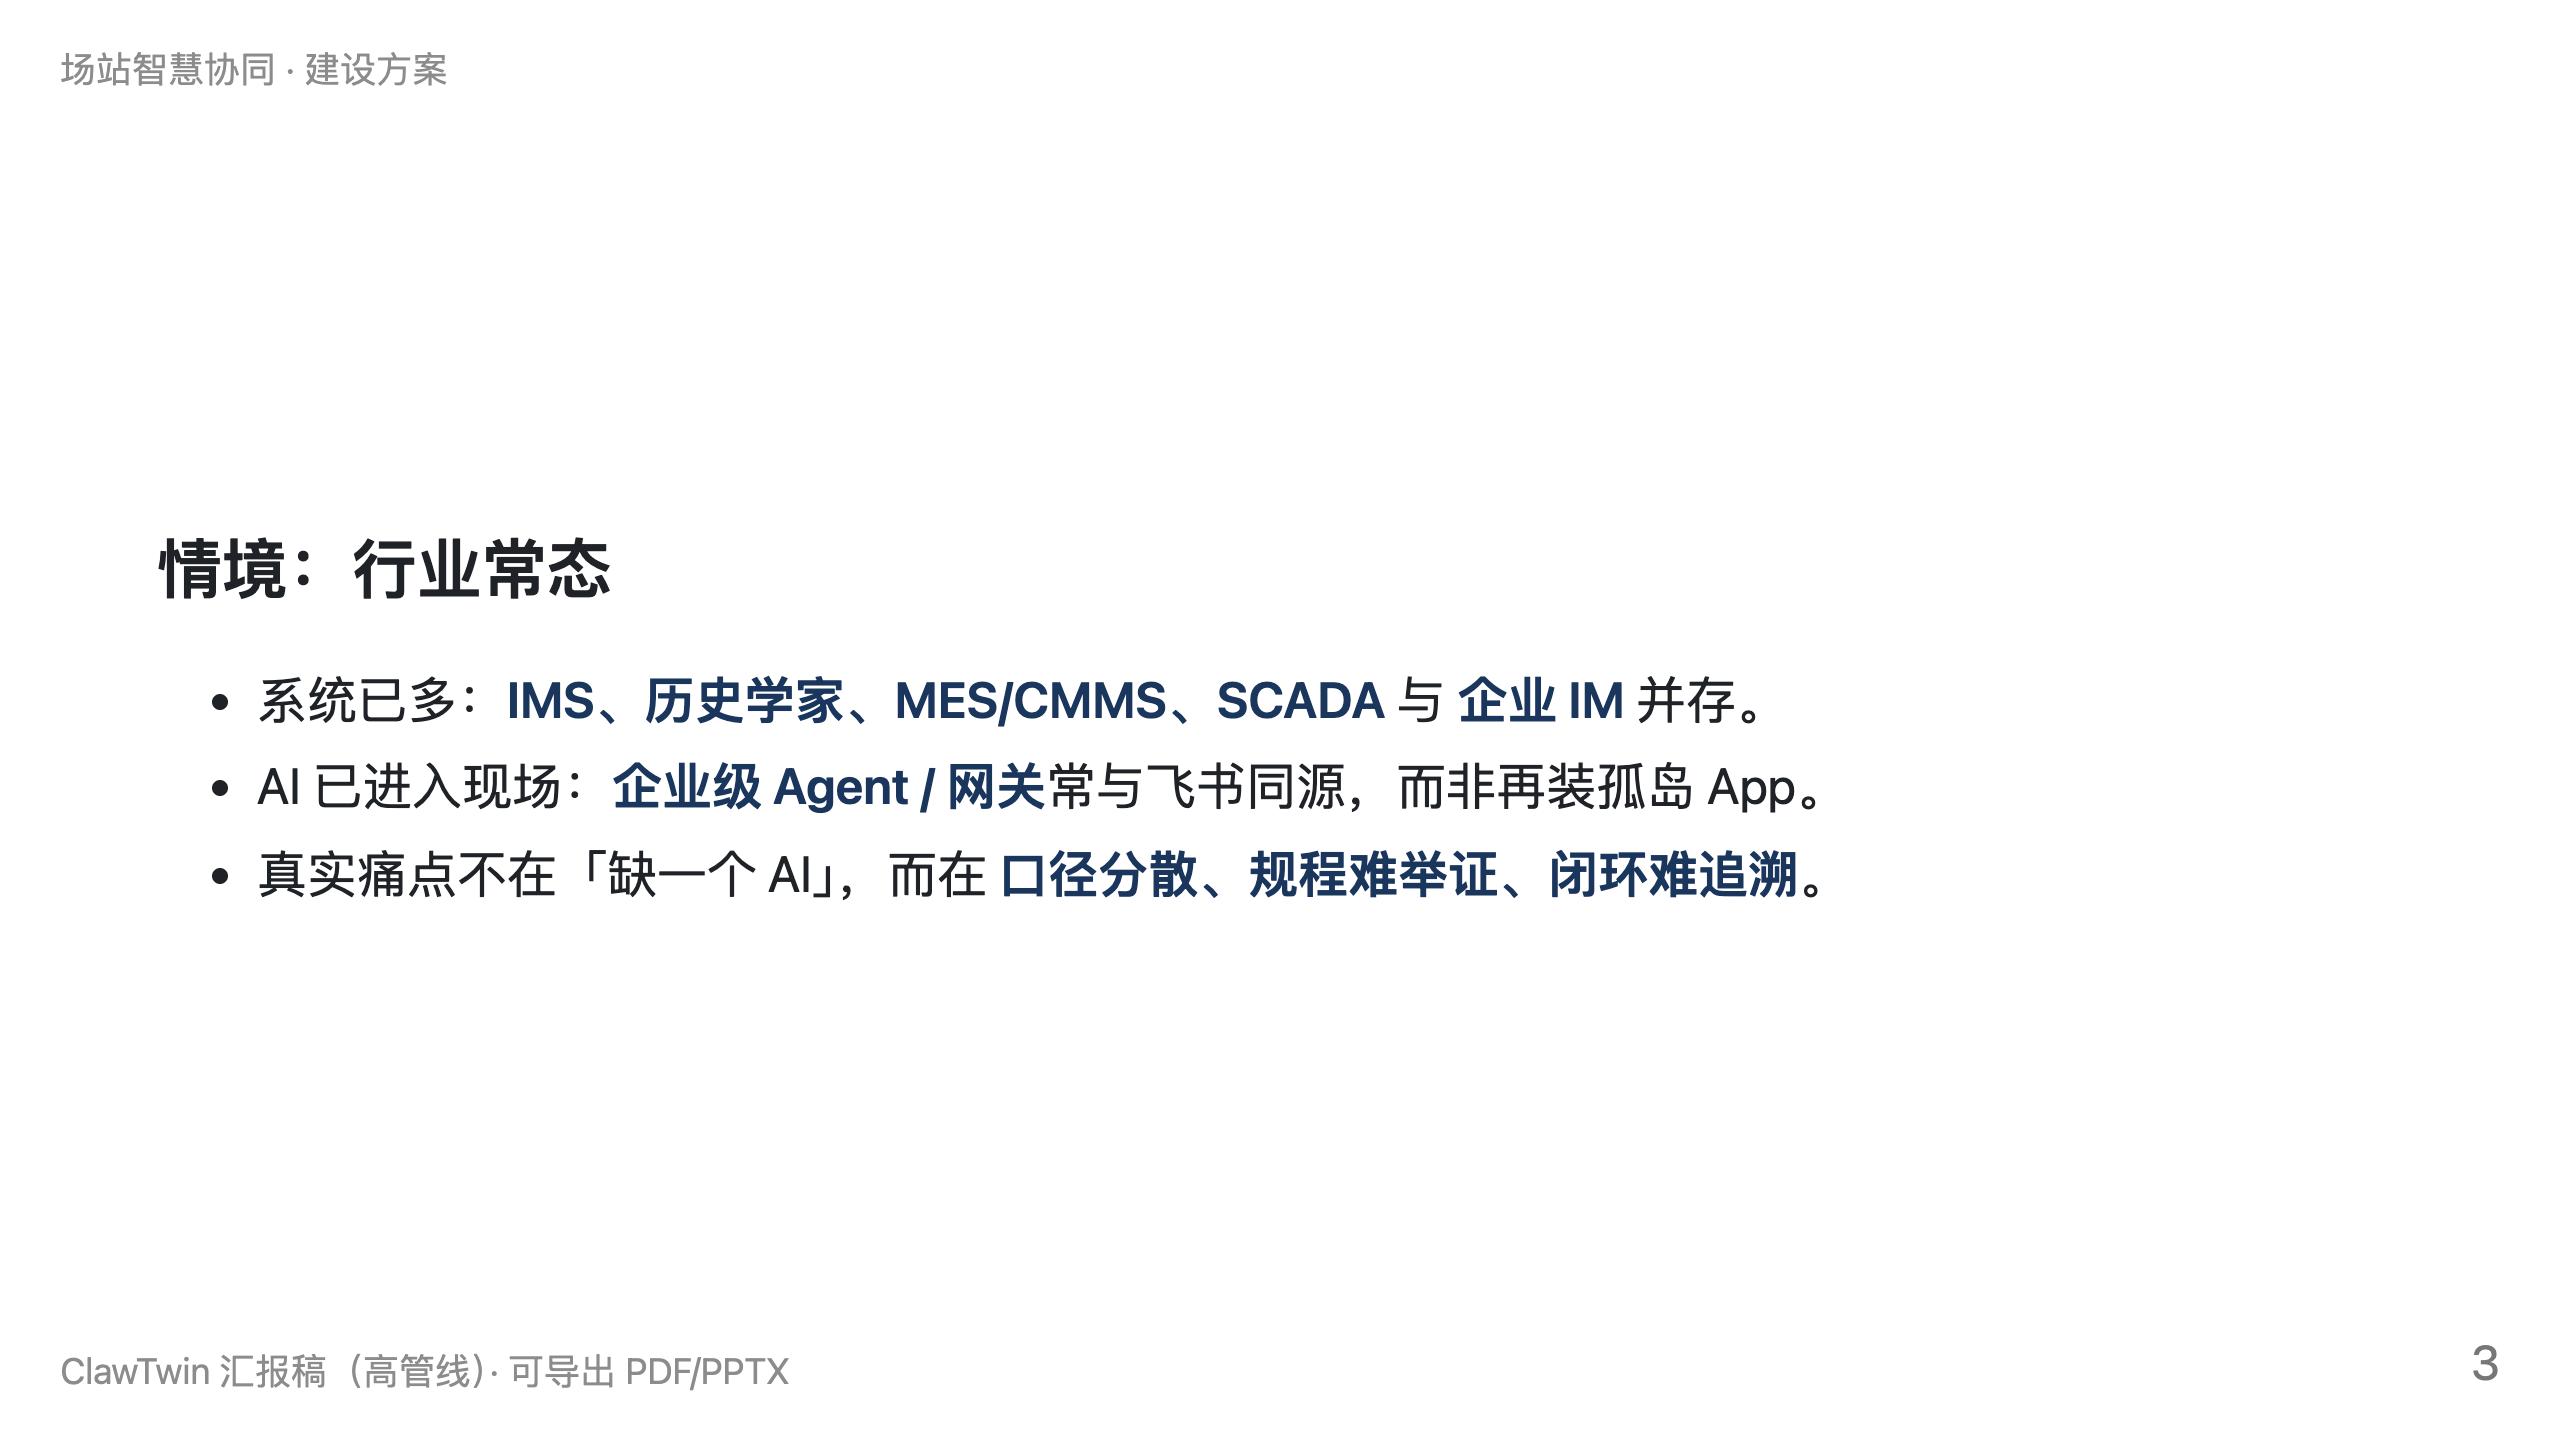 场站智慧协同 · 建设方案
情境：行业常态
• 系统已多：IMS、历史学家、MES/CMMS、SCADA 与 企业 IM 并存。
• AI 已进入现场：企业级 Agent / 网关常与飞书同源，而非再装孤岛 App。
• 真实痛点不在「缺一个 AI」，而在 口径分散、规程难举证、闭环难追溯。
ClawTwin 汇报稿（高管线）· 可导出 PDF/PPTX
3